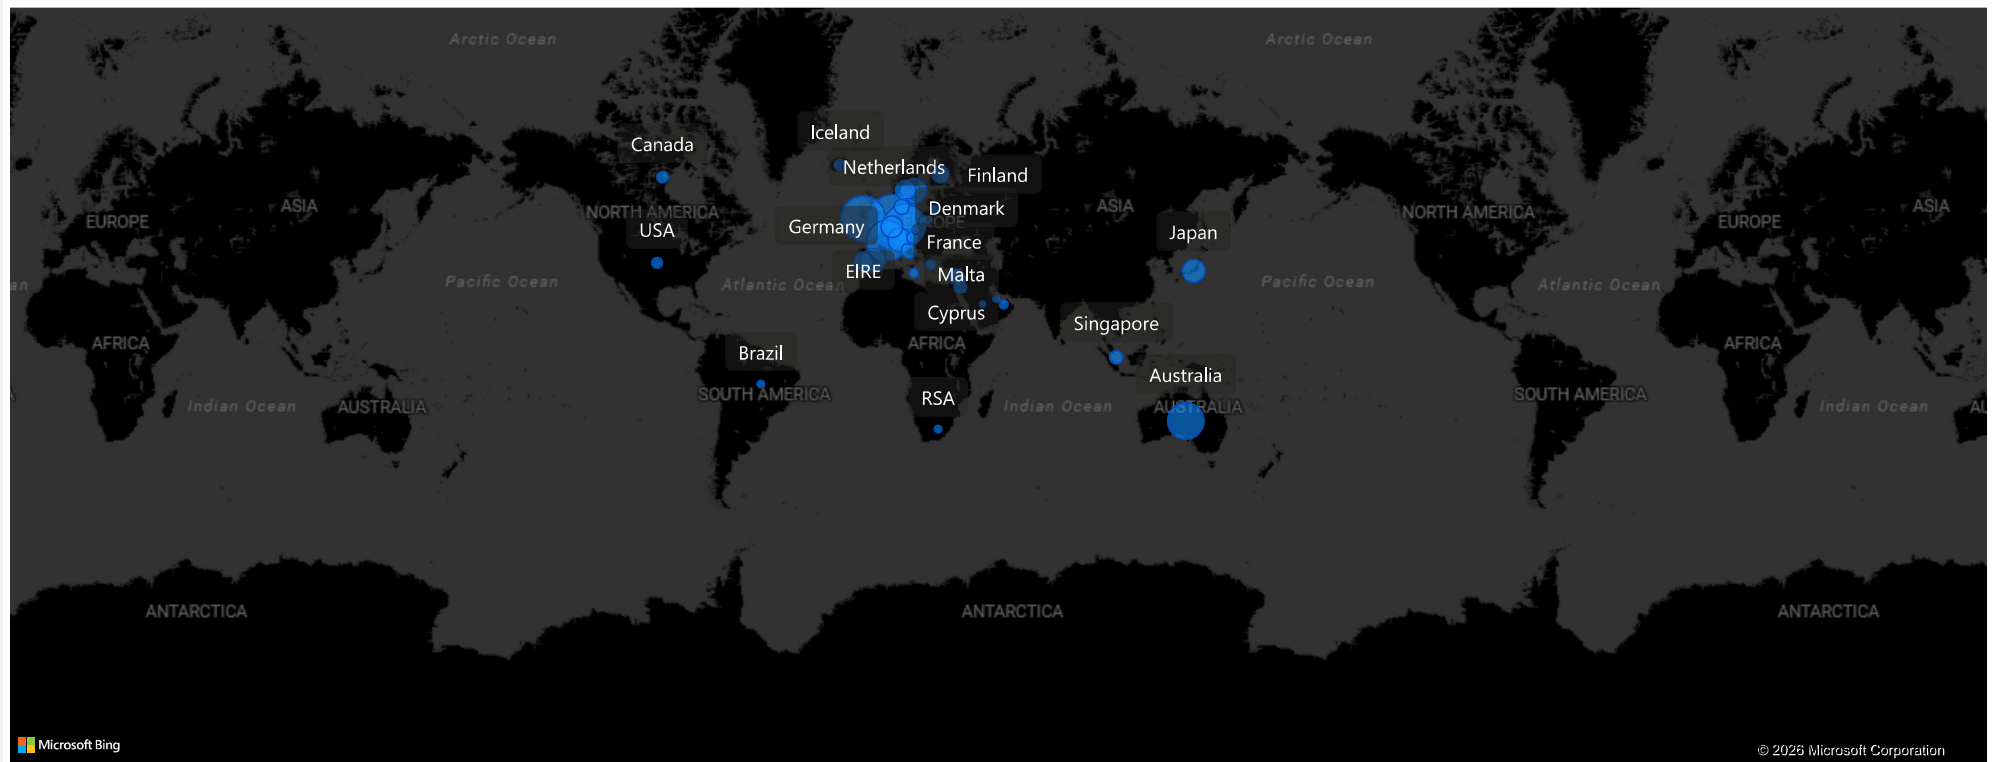 Arctic Ocean
Arctic Ocean
Iceland
Canada
Netherlands
Finland
ASIA
ASIA
ASIA
Denmark
NORTH AMERICA
NORTH AMERICA
EUROPE
EUROPE
OPE
Germany
USA
Japan
France
EIRE
Malta
an
Pacific Ocean
Atlantic Ocean
Pacific Ocean
Atlantic Ocean
Cyprus
Singapore
AFRICA
AFRICA
AFRICA
Brazil
Australia
SOUTH AMERICA
SOUTH AMERICA
RSA
Indian Ocean
AUSTRALIA
Indian Ocean
AUSTRALIA
Indian Ocean
AU
ANTARCTICA
ANTARCTICA
ANTARCTICA
Microsoft Bing
© 2026 Microsoft Corporation